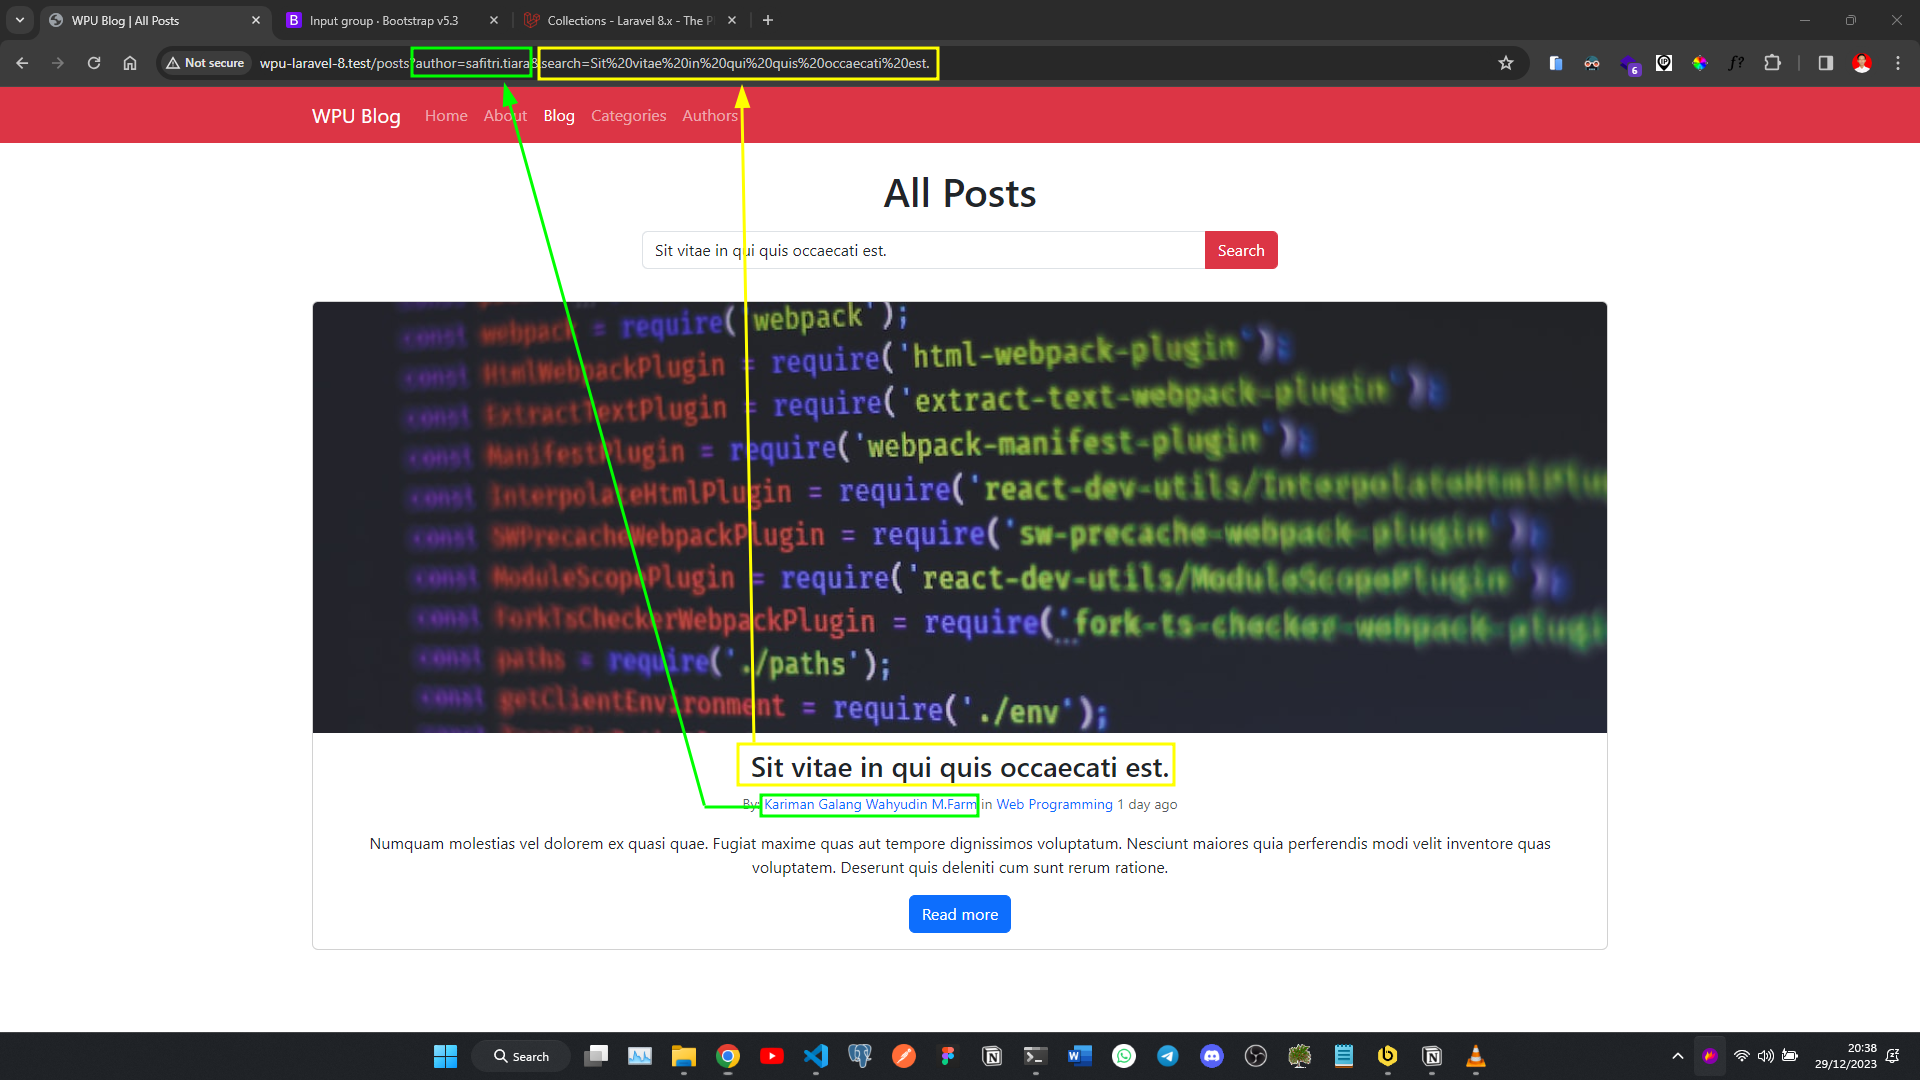 WPU Blog | All Posts
B Input group · Bootstrap v5.3
Collections - Laravel 8.x - The P
Not secure
wpu-laravel-8.test/posts?author=safitri.tiara&search=Sit%20vitae%20in%20qui%20quis%20occaecati%20est.
6
f?
WPU Blog Home About Blog Categories Authors
All Posts
Sit vitae in qui quis occaecati est. Search
const webpack = require('webpack');
const HtmlWebpackPlugin = require('html-webpack-plugin');
const ExtractTextPlugin = require('extract-text-webpack-plugin');
const ManifestPlugin = require('webpack-manifest-plugin');
const InterpolateHtmlPlugin = require('react-dev-utils/InterpolateHtmlPlu
const SWPrecacheWebpackPlugin = require('sw-precache-webpack-plugin');
const ModuleScopePlugin = require('react-dev-utils/ModuleScopePlugin');
const ForkTsCheckerWebpackPlugin = require('fork-ts-checker-webpack-plugi
const paths = require('./paths');
const getClientEnvironment = require('./env');
Sit vitae in qui quis occaecati est.
By: Kariman Galang Wahyudin M.Farm in Web Programming 1 day ago
Numquam molestias vel dolorem ex quasi quae. Fugiat maxime quas aut tempore dignissimos voluptatum. Nesciunt maiores quia perferendis modi velit inventore quas
voluptatem. Deserunt quis deleniti cum sunt rerum ratione.
Read more
Search
20:38
29/12/2023